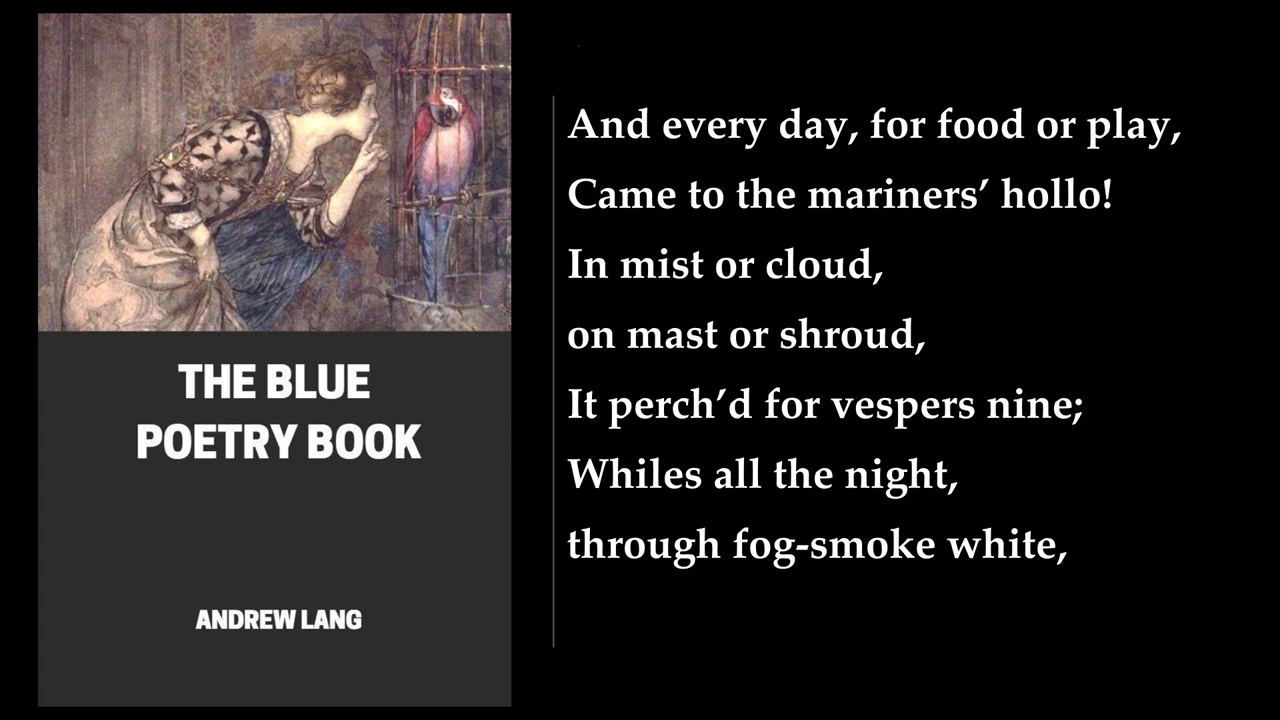 THE BLUE
POETRY BOOK
ANDREW LANG
And every day, for food or play,
Came to the mariners’ hollo!
In mist or cloud,
on mast or shroud,
It perch’d for vespers nine;
Whiles all the night,
through fog-smoke white,